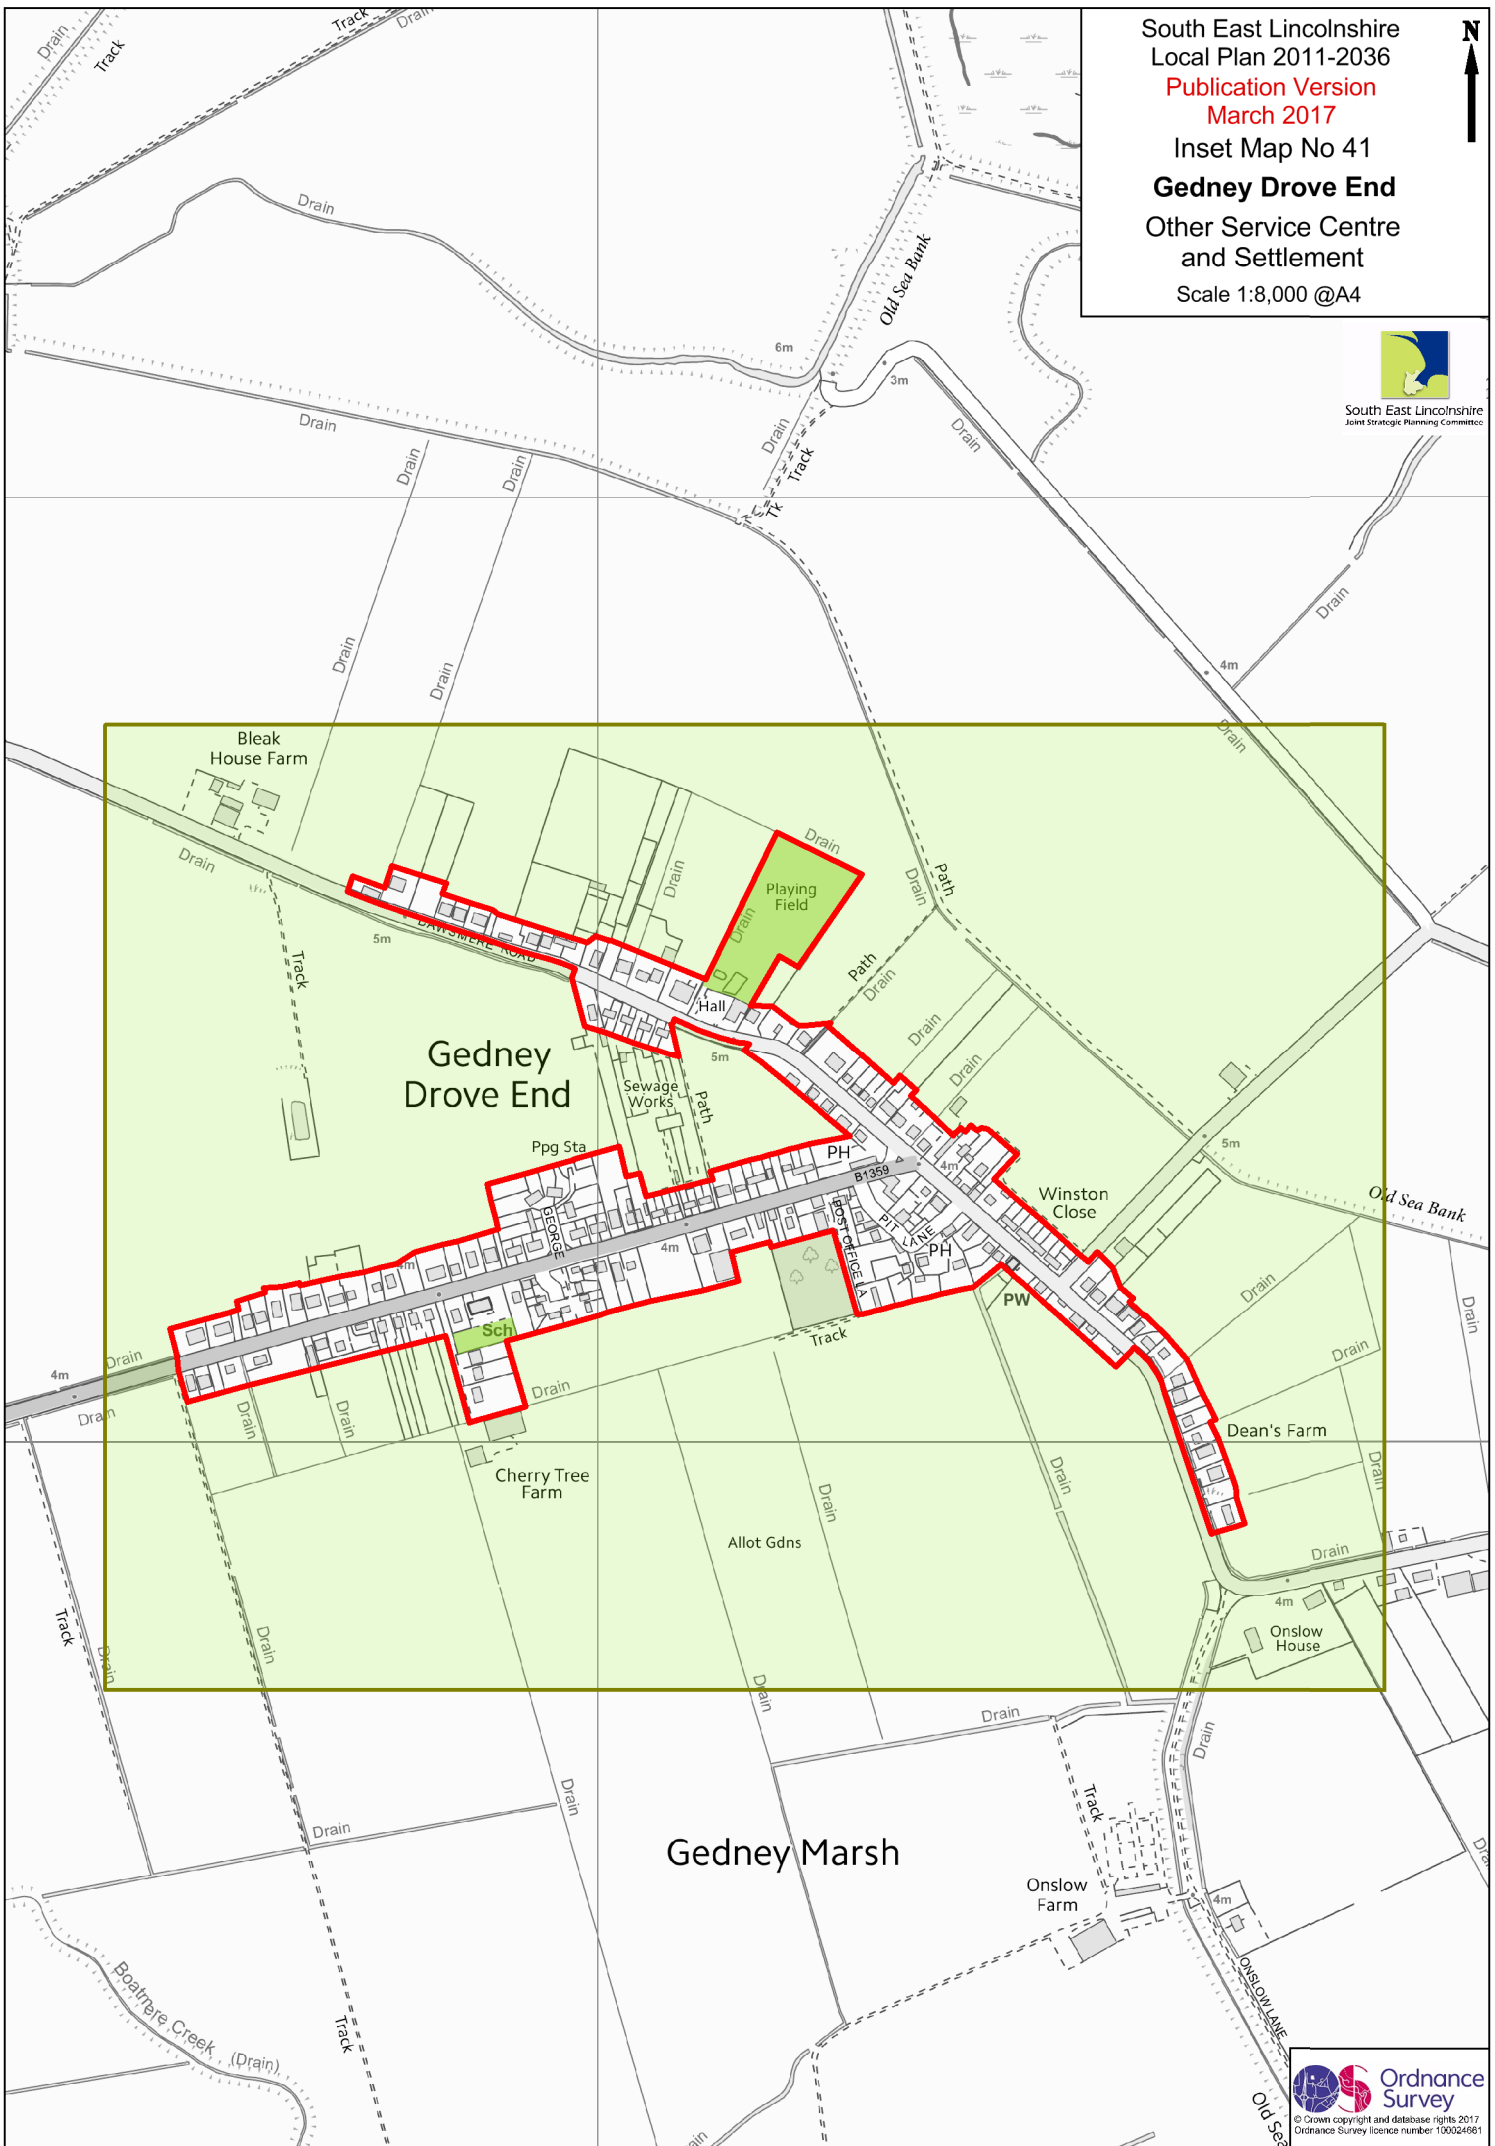 South East Lincolnshire
Local Plan 2011-2036
Publication Version
March 2017
Inset Map No 41
Gedney Drove End
Other Service Centre
and Settlement
Scale 1:8,000 @A4
N
South East Lincolnshire
Joint Strategic Planning Committee
Drain
Track
Track
Drain
Drain
Old Sea Bank
6m
3m
Drain
Drain
Drain
Drain
Drain
Track
Tk
Drain
Drain
Drain
4m
Drain
Bleak
House Farm
Drain
Drain
Playing
Field
Drain
Drain
Drain
Path
DAWSMERE ROAD
5m
Track
Path
Drain
Hall
Drain
Drain
5m
Gedney
Drove End
Sewage
Works
Path
Ppg Sta
PH
B1359
4m
5m
Winston
Close
Old Sea Bank
GEORGE
POST OFFICE LA
PIT LANE
PH
4m
4m
PW
Drain
Drain
Sch
Track
Drain
4m
Drain
Drain
Drain
Drain
Drain
Dean's Farm
Cherry Tree
Farm
Drain
Drain
Drain
Allot Gdns
Drain
4m
Onslow
House
Track
Drain
Drain
Drain
Drain
Drain
Drain
Track
Drain
Gedney Marsh
Onslow
Farm
4m
ONSLOW LANE
Boatmere Creek
(Drain)
Track
Old Sea
Ordnance
Survey
© Crown copyright and database rights 2017
Ordnance Survey licence number 100024661